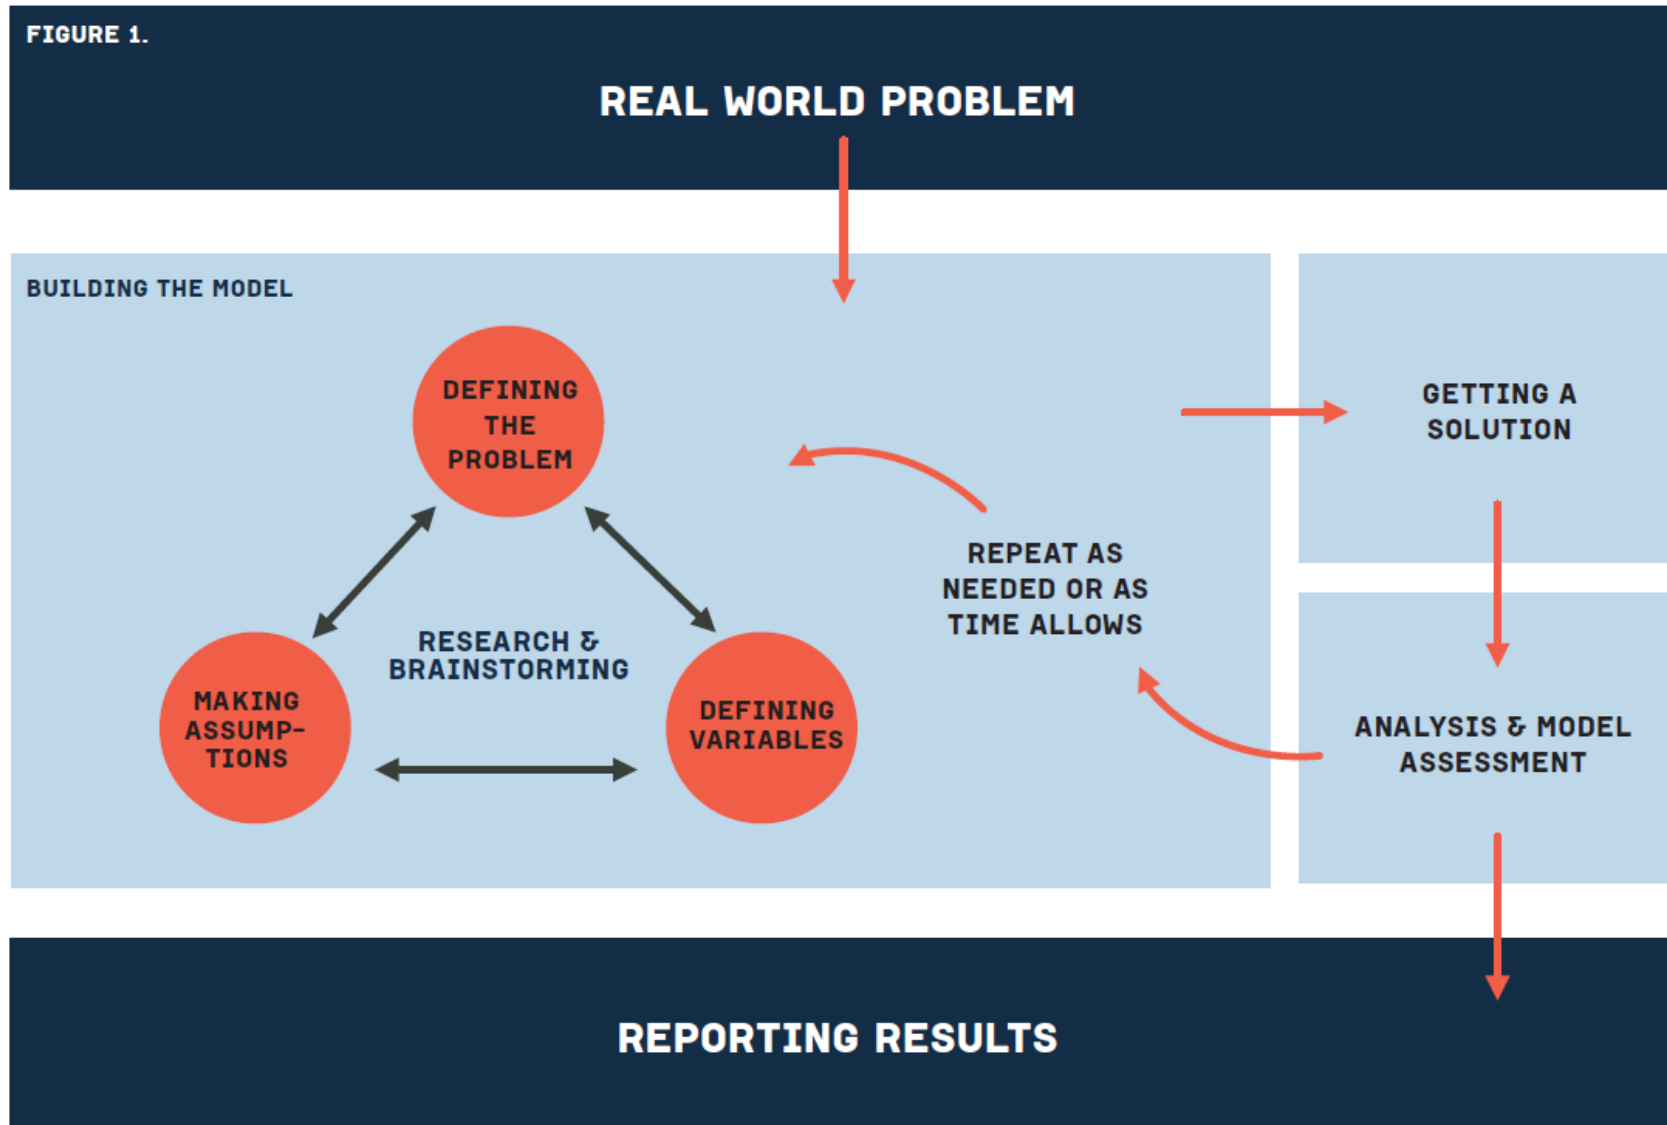 FIGURE 1.
REAL WORLD PROBLEM
BUILDING THE MODEL
DEFINING
THE
PROBLEM
RESEARCH &
BRAINSTORMING
MAKING
ASSUMP-
TIONS
DEFINING
VARIABLES
REPEAT AS
NEEDED OR AS
TIME ALLOWS
GETTING A
SOLUTION
ANALYSIS & MODEL
ASSESSMENT
REPORTING RESULTS